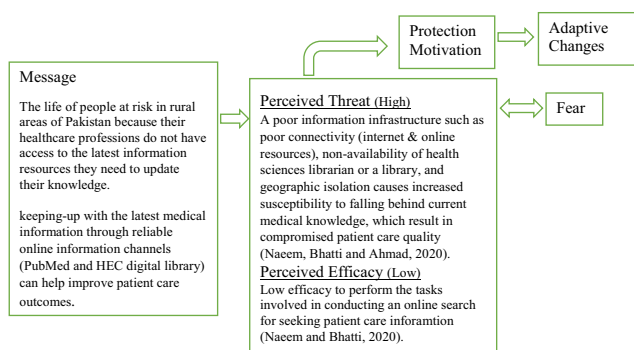 Protection
Motivation
Adaptive
Changes
Message
The life of people at risk in rural
areas of Pakistan because their
healthcare professions do not have
access to the latest information
resources they need to update
their knowledge.
keeping-up with the latest medical
information through reliable
online information channels
(PubMed and HEC digital library)
can help improve patient care
outcomes.
Perceived Threat (High)
A poor information infrastructure such as
poor connectivity (internet & online
resources), non-availability of health
sciences librarian or a library, and
geographic isolation causes increased
susceptibility to falling behind current
medical knowledge, which result in
compromised patient care quality
(Naeem, Bhatti and Ahmad, 2020).
Perceived Efficacy (Low)
Low efficacy to perform the tasks
involved in conducting an online search
for seeking patient care inforamtion
(Naeem and Bhatti, 2020).
Fear